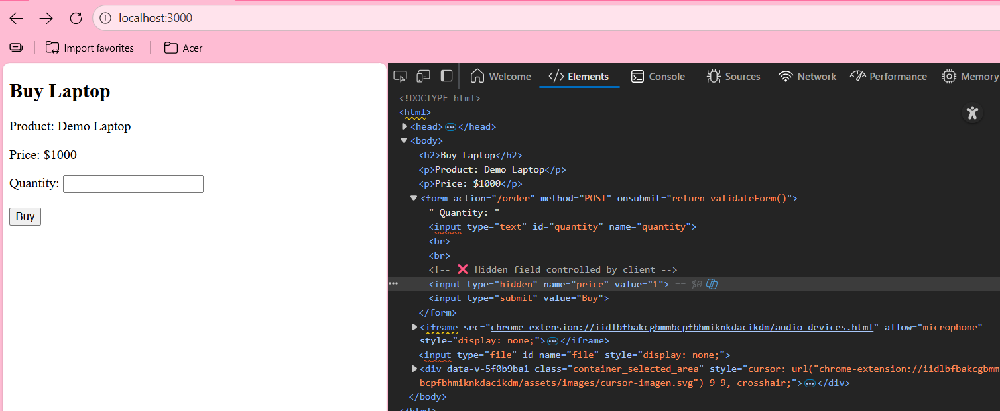 localhost:3000
Import favorites
Acer
Buy Laptop
Product: Demo Laptop
Price: $1000
Quantity:
Buy
Welcome
</> Elements
Console
Sources
Network
Performance
Memory
<!DOCTYPE html>
<html>
<head> ••• </head>
<body>
<h2>Buy Laptop</h2>
<p>Product: Demo Laptop</p>
<p>Price: $1000</p>
<form action="/order" method="POST" onsubmit="return validateForm()">
" Quantity: "
<input type="text" id="quantity" name="quantity">
<br>
<br>
<!-- ❌ Hidden field controlled by client -->
••• <input type="hidden" name="price" value="1"> == $0
<input type="submit" value="Buy">
</form>
<iframe src="chrome-extension://iidlbfbakcgbmmbcpfbhmiknkdacikdm/audio-devices.html" allow="microphone"
style="display: none;"> ••• </iframe>
<input type="file" id name="file" style="display: none;">
<div data-v-5f0b9ba1 class="container_selected_area" style="cursor: url("chrome-extension://iidlbfbakcgbmm
bcpfbhmiknkdacikdm/assets/images/cursor-imagen.svg") 9 9, crosshair;"> ••• </div>
</body>
</html>